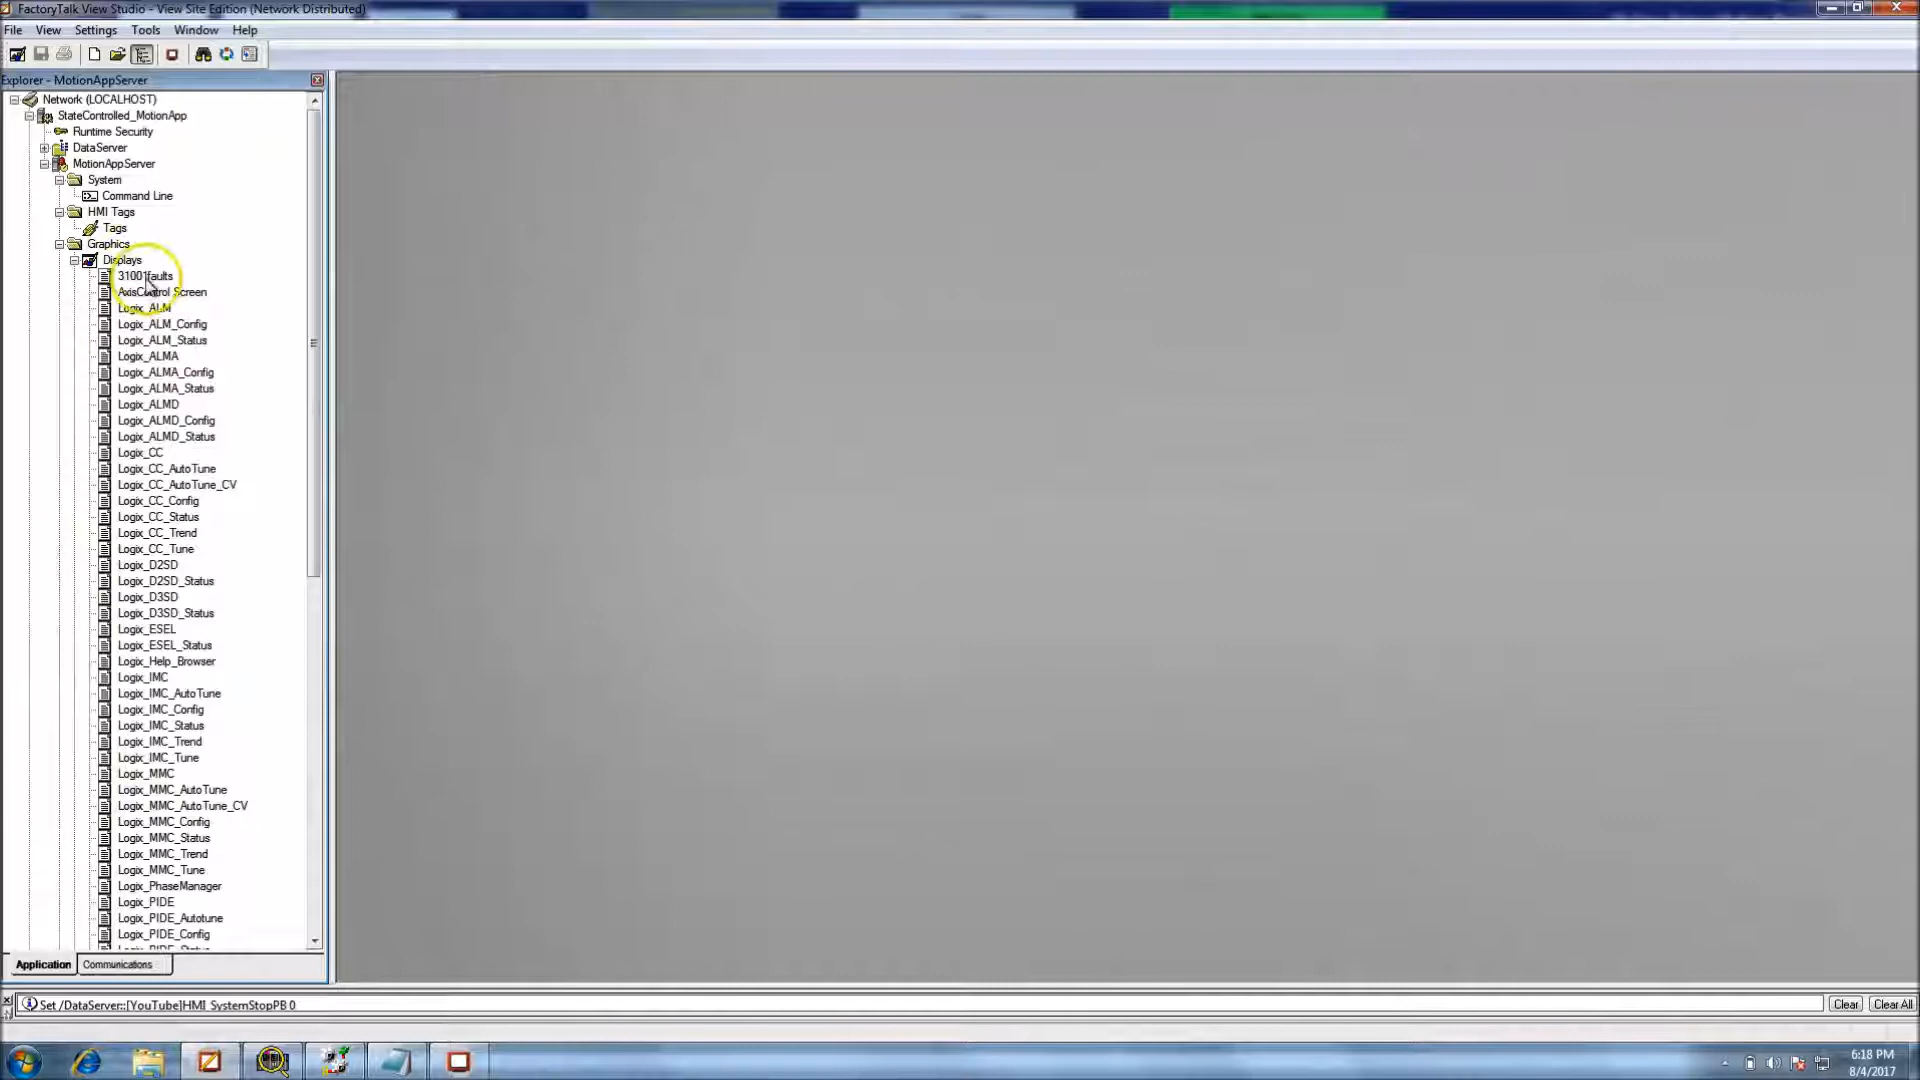 FactoryTalk View Studio - View Site Edition (Network Distributed)
File View Settings Tools Window Help
Explorer - MotionAppServer
Network (LOCALHOST)
StateControlled_MotionApp
Runtime Security
DataServer
MotionAppServer
System
Command Line
HMI Tags
Tags
Graphics
Displays
31001faults
AxisControl Screen
Logix_ALM
Logix_ALM_Config
Logix_ALM_Status
Logix_ALMA
Logix_ALMA_Config
Logix_ALMA_Status
Logix_ALMD
Logix_ALMD_Config
Logix_ALMD_Status
Logix_CC
Logix_CC_AutoTune
Logix_CC_AutoTune_CV
Logix_CC_Config
Logix_CC_Status
Logix_CC_Trend
Logix_CC_Tune
Logix_D2SD
Logix_D2SD_Status
Logix_D3SD
Logix_D3SD_Status
Logix_ESEL
Logix_ESEL_Status
Logix_Help_Browser
Logix_IMC
Logix_IMC_AutoTune
Logix_IMC_Config
Logix_IMC_Status
Logix_IMC_Trend
Logix_IMC_Tune
Logix_MMC
Logix_MMC_AutoTune
Logix_MMC_AutoTune_CV
Logix_MMC_Config
Logix_MMC_Status
Logix_MMC_Trend
Logix_MMC_Tune
Logix_PhaseManager
Logix_PIDE
Logix_PIDE_Autotune
Logix_PIDE_Config
Application Communications
Set /DataServer::[YouTube]HMI_SystemStopPB 0
Clear Clear All
6:18 PM
8/4/2017